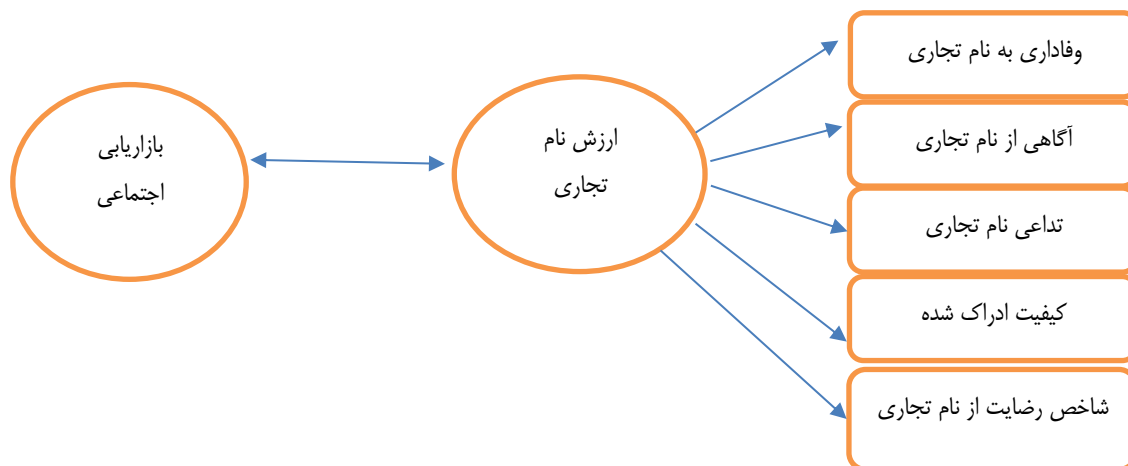 وفاداری به نام تجاری
آگاهی از نام تجاری
تداعی نام تجاری
کیفیت ادراک شده
شاخص رضایت از نام تجاری
ارزش نام
تجاری
بازاریابی
اجتماعی